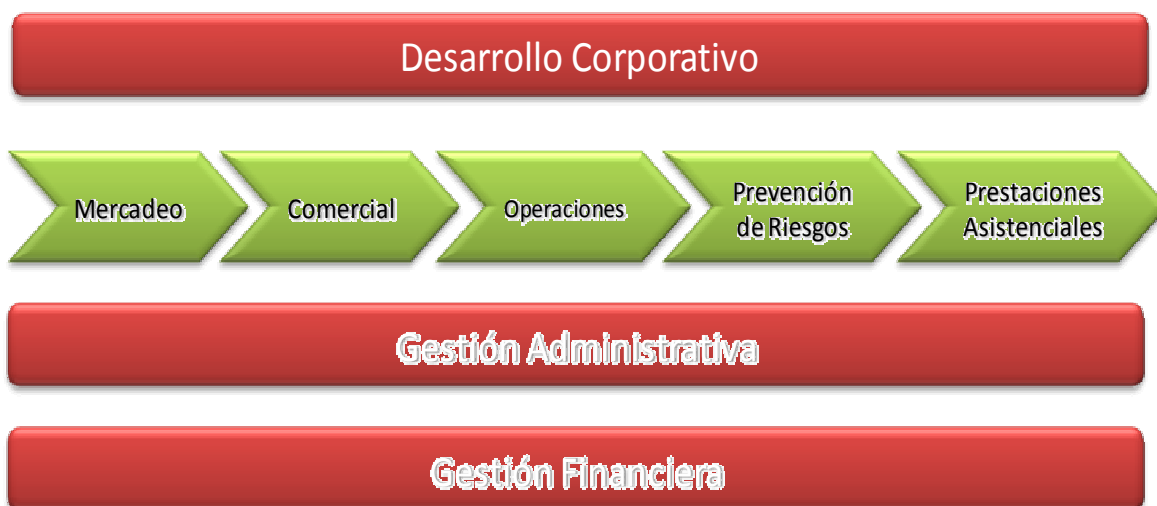 Desarrollo Corporativo
Mercadeo
Comercial
Operaciones
Prevención
de Riesgos
Prestaciones
Asistenciales
Gestión Administrativa
Gestión Financiera